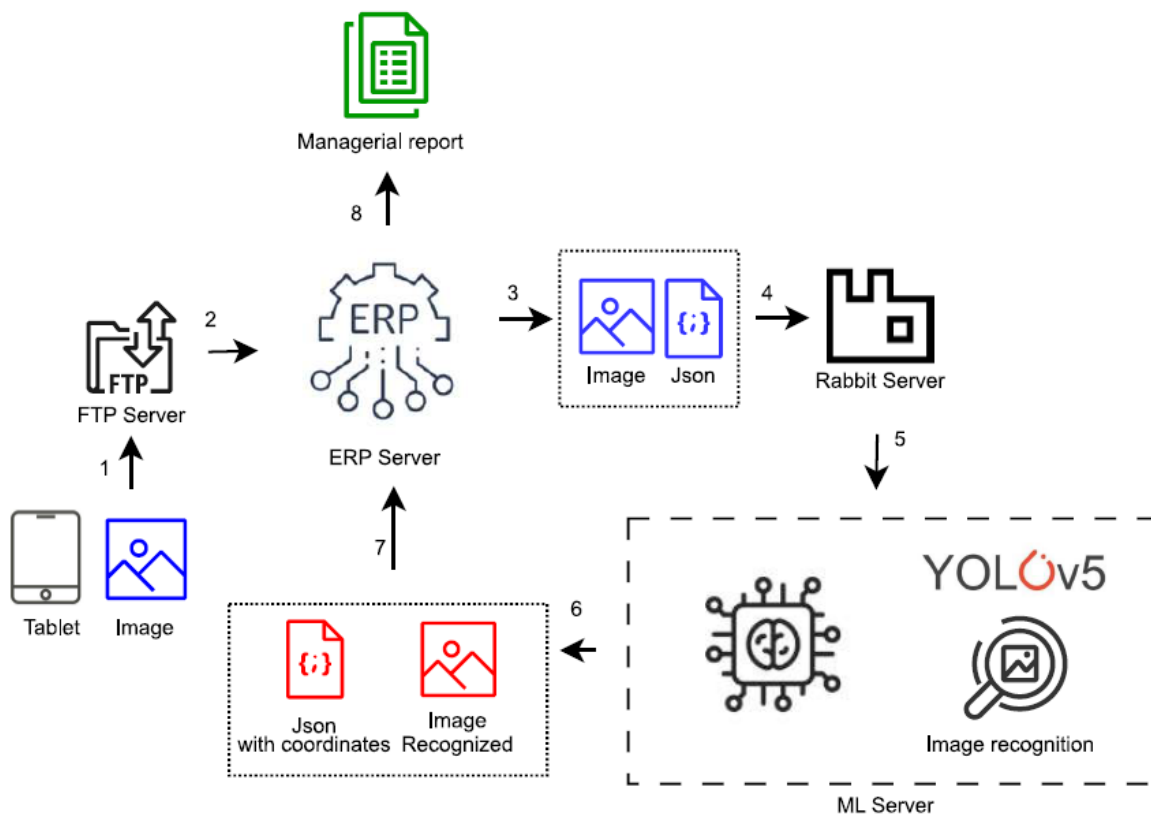 Managerial report
8
ERP
3
Image
Json
{;}
4
Rabbit Server
2
FTP
FTP Server
ERP Server
1
5
Tablet
Image
7
{;}
Json
with coordinates
Image
Recognized
6
YOLOv5
Image recognition
ML Server